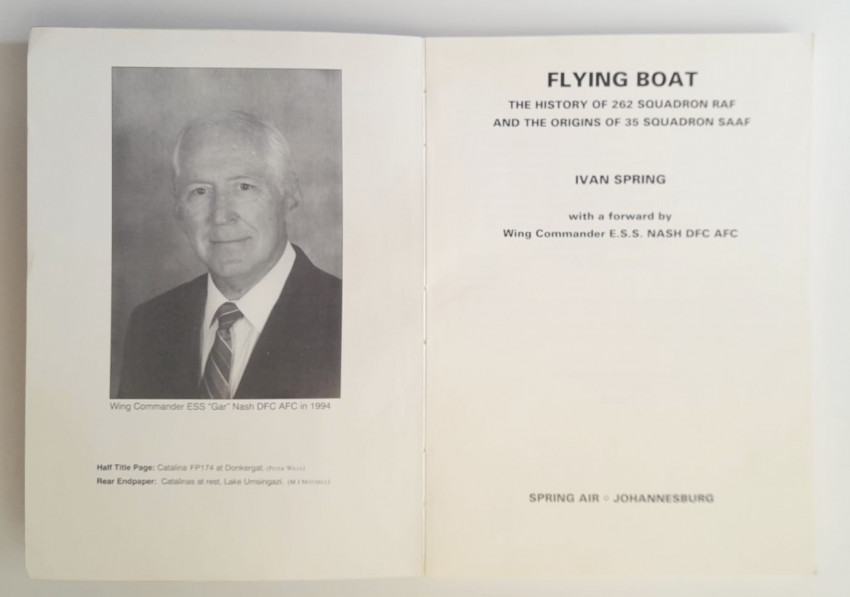 Wing Commander ESS "Gar" Nash DFC AFC in 1994
Half Title Page: Catalina FP174 at Donkergat.
Rear Endpaper: Catalinas at rest, Lake Umsingazi.
FLYING BOAT
THE HISTORY OF 262 SQUADRON RAF
AND THE ORIGINS OF 35 SQUADRON SAAF
IVAN SPRING
with a forward by
Wing Commander E.S.S. NASH DFC AFC
SPRING AIR ○ JOHANNESBURG